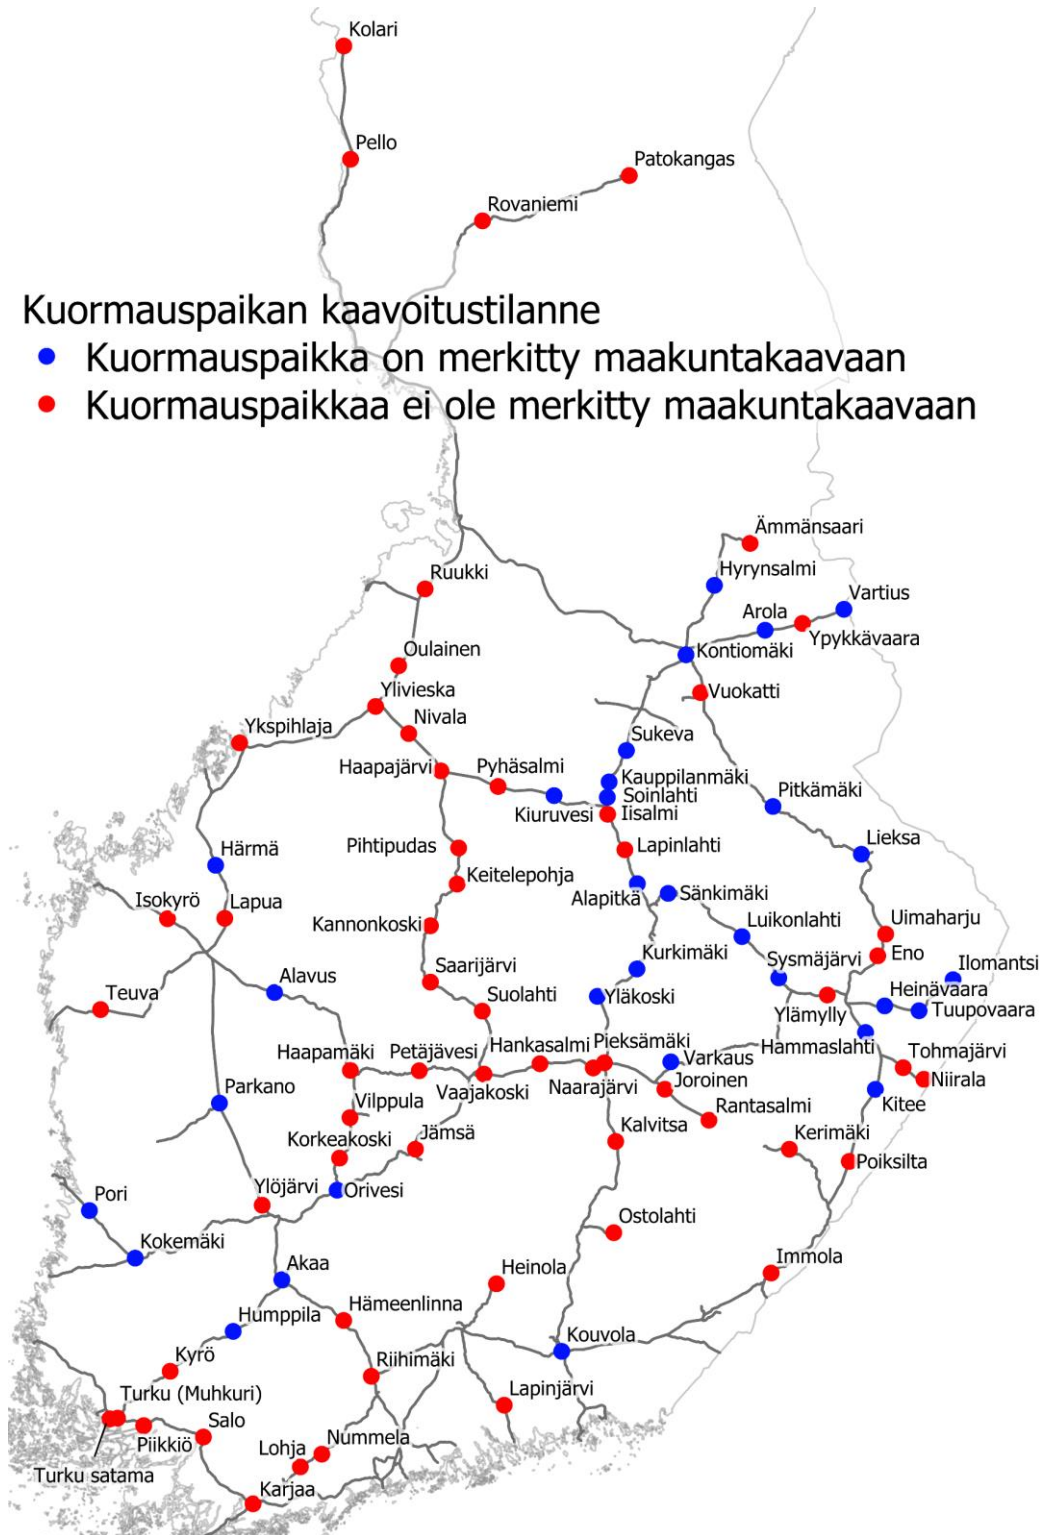 Kolari
Pello
Patokangas
Rovaniemi
Kuormauspaikan kaavoitustilanne
Kuormauspaikka on merkitty maakuntakaavaan
Kuormauspaikkaa ei ole merkitty maakuntakaavaan
Ämmänsaari
Ruukki
Hyrynsalmi
Vartius
Arola
Ypykkävaara
Oulainen
Kontiomäki
Ylivieska
Vuokatti
Nivala
Ykspihlaja
Sukeva
Haapajärvi
Pyhäsalmi
Kauppilanmäki
Pitkämäki
Soinlahti
Kiuruvesi
Iisalmi
Lieksa
Härmä
Pihtipudas
Lapinlahti
Keitelepohja
Alapitkä
Sänkimäki
Isokyrö
Lapua
Luikonlahti
Uimaharju
Kannonkoski
Kurkimäki
Sysmäjärvi
Eno
Ilomantsi
Saarijärvi
Alavus
Teuva
Suolahti
Yläkoski
Heinävaara
Ylämylly
Tuupovaara
Haapamäki
Petäjävesi
Hankasalmi
Pieksämäki
Hammaslahti
Tohmajärvi
Varkaus
Parkano
Vaajakoski
Naarajärvi
Joroinen
Niirala
Vilppula
Rantasalmi
Kitee
Korkeakoski
Jämsä
Kalvitsa
Kerimäki
Poiksilta
Ylöjärvi
Orivesi
Pori
Ostolahti
Kokemäki
Akaa
Heinola
Immola
Humppila
Hämeenlinna
Kouvola
Kyrö
Riihimäki
Turku (Muhkuri)
Lapinjärvi
Salo
Piikkiö
Lohja
Nummela
Turku satama
Karjaa